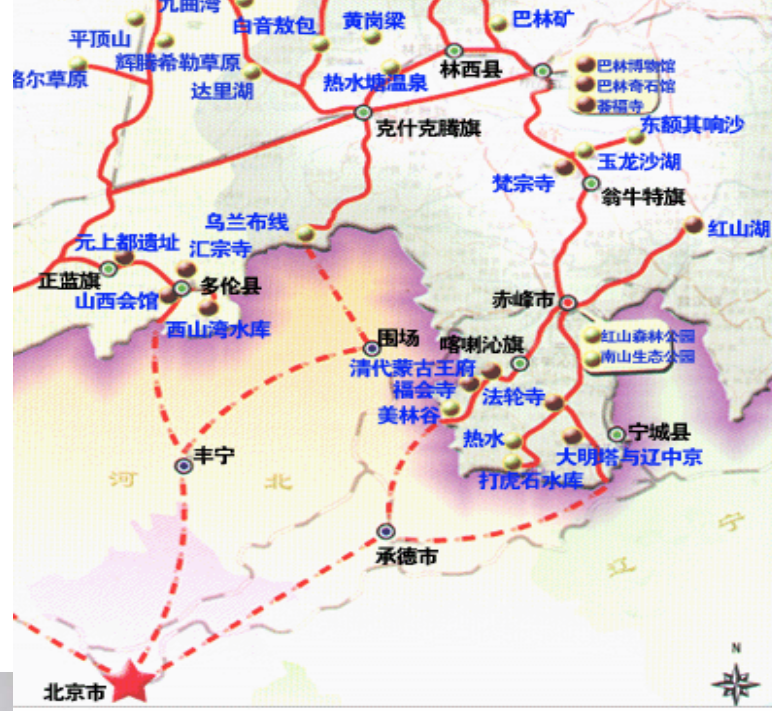 九曲湾
白音敖包
黄岗梁
巴林矿
平顶山
辉腾希勒草原
格尔草原
达里湖
热水塘温泉
林西县
巴林博物馆
巴林奇石馆
荟福寺
克什克腾旗
东额其响沙
玉龙沙湖
梵宗寺
翁牛特旗
乌兰布线
红山湖
元上都遗址
汇宗寺
正蓝旗
多伦县
山西会馆
西山湾水库
赤峰市
围场
喀喇沁旗
红山森林公园
南山生态公园
清代蒙古王府
福会寺
法轮寺
美林谷
热水
宁城县
大明塔与辽中京
打虎石水库
丰宁
河
北
承德市
辽
宁
北京市
N